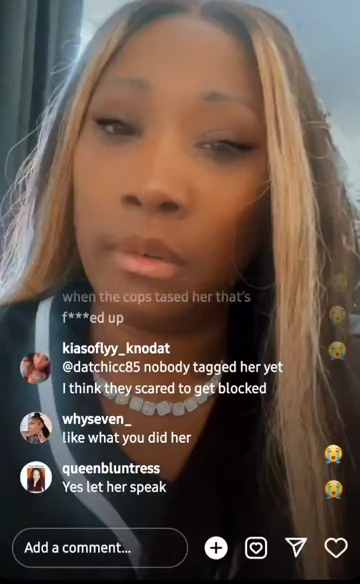 when the cops tased her that's
f***ed up
kiasoflyy_knodat
@datchicc85 nobody tagged her yet
I think they scared to get blocked
whyseven_
like what you did her
queenbluntress
Yes let her speak
Add a comment...